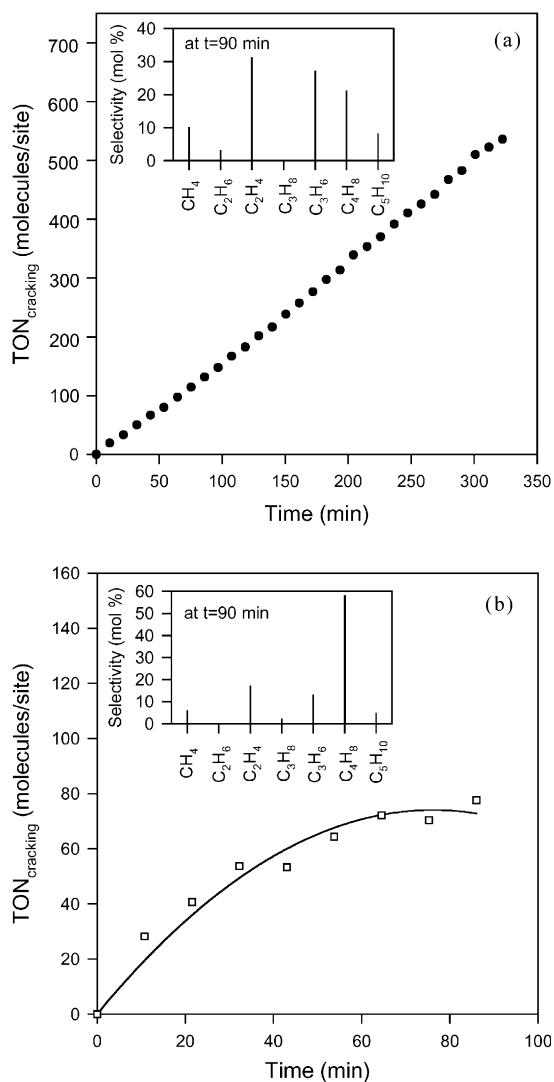 (a)
at t=90 min
Selectivity (mol %)
40
30
20
10
0
CH4
C2H6
C2H4
C3H8
C3H6
C4H8
C5H10
TONcracking (molecules/site)
700
600
500
400
300
200
100
0
0 50 100 150 200 250 300 350
Time (min)
(b)
at t=90 min
Selectivity (mol %)
60
50
40
30
20
10
0
CH4
C2H6
C2H4
C3H8
C3H6
C4H8
C5H10
TONcracking (molecules/site)
160
140
120
100
80
60
40
20
0
0 20 40 60 80 100
Time (min)